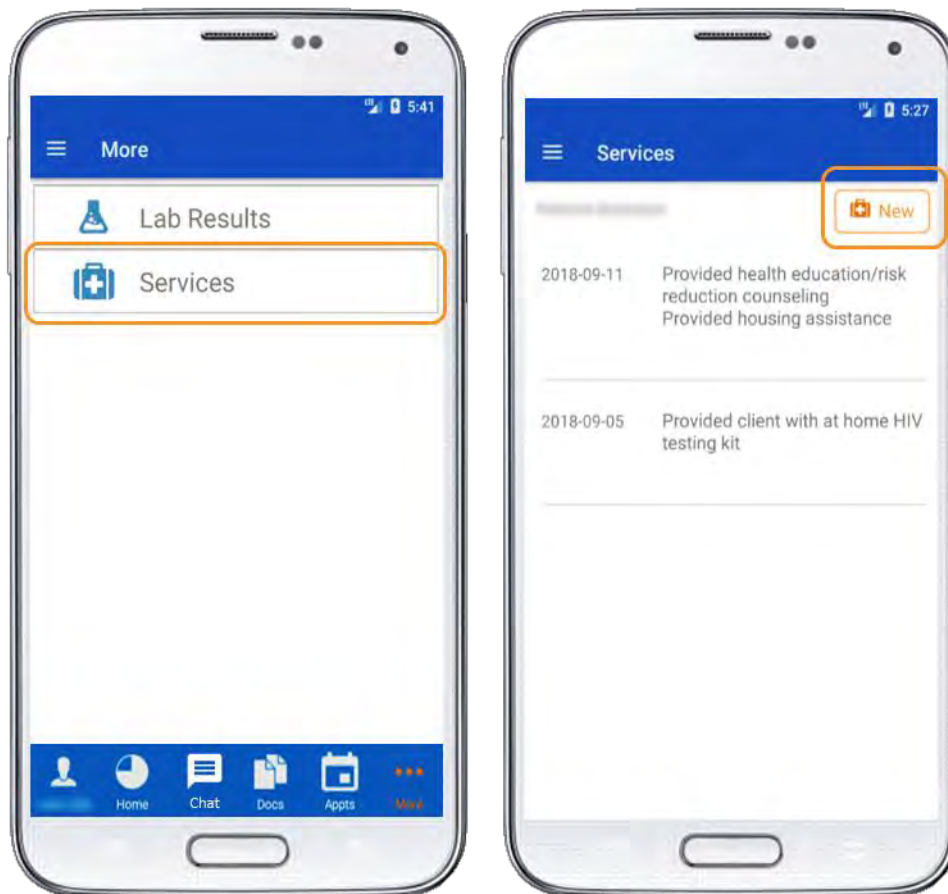 5:41
More
Lab Results
Services
Home
Chat
Docs
Appts
More
5:27
Services
New
2018-09-11
Provided health education/risk
reduction counseling
Provided housing assistance
2018-09-05
Provided client with at home HIV
testing kit